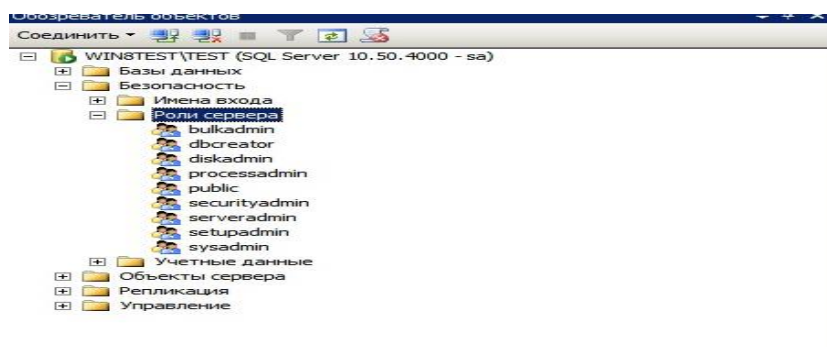 Обозреватель объектов
Соединить
WIN8TEST\TEST (SQL Server 10.50.4000 - sa)
Базы данных
Безопасность
Имена входа
Роли сервера
bulkadmin
dbcreator
diskadmin
processadmin
public
securityadmin
serveradmin
setupadmin
sysadmin
Учетные данные
Объекты сервера
Репликация
Управление